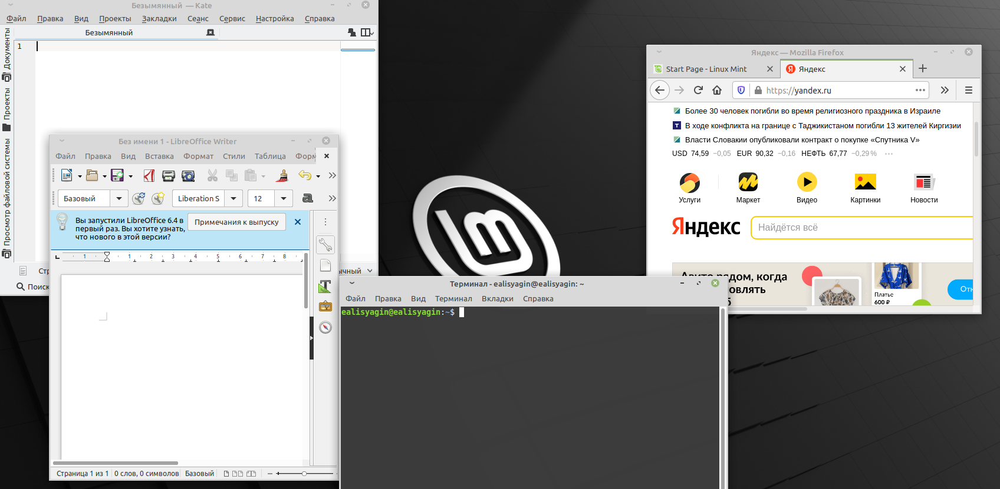 Безымянный — Kate
Файл Правка Вид Проекты Закладки Сеанс Сервис Настройка Справка
Безымянный
1
Документы
Проекты
Просмотр файловой системы
Поиск
Без имени 1 - LibreOffice Writer
Файл Правка Вид Вставка Формат Стили Таблица Форм
Базовый Liberation S 12
Вы запустили LibreOffice 6.4 в
первый раз. Вы хотите узнать,
что нового в этой версии?
Примечания к выпуску
1 1 2 3 4 5 6 7 8
Страница 1 из 1 0 слов, 0 символов Базовый
Терминал - ealisyagin@ealisyagin: ~
Файл Правка Вид Терминал Вкладки Справка
ealisyagin@ealisyagin:~$
Яндекс — Mozilla Firefox
Start Page - Linux Mint Яндекс
https://yandex.ru
Более 30 человек погибли во время религиозного праздника в Израиле
В ходе конфликта на границе с Таджикистаном погибли 13 жителей Киргизии
Власти Словакии опубликовали контракт о покупке «Спутника V»
USD 74,59 −0,05 EUR 90,32 −0,16 НЕФТЬ 67,77 −0,29 %
Услуги Маркет Видео Картинки Новости
Яндекс Найдётся всё
рядом, когда
Платье
600 ₽